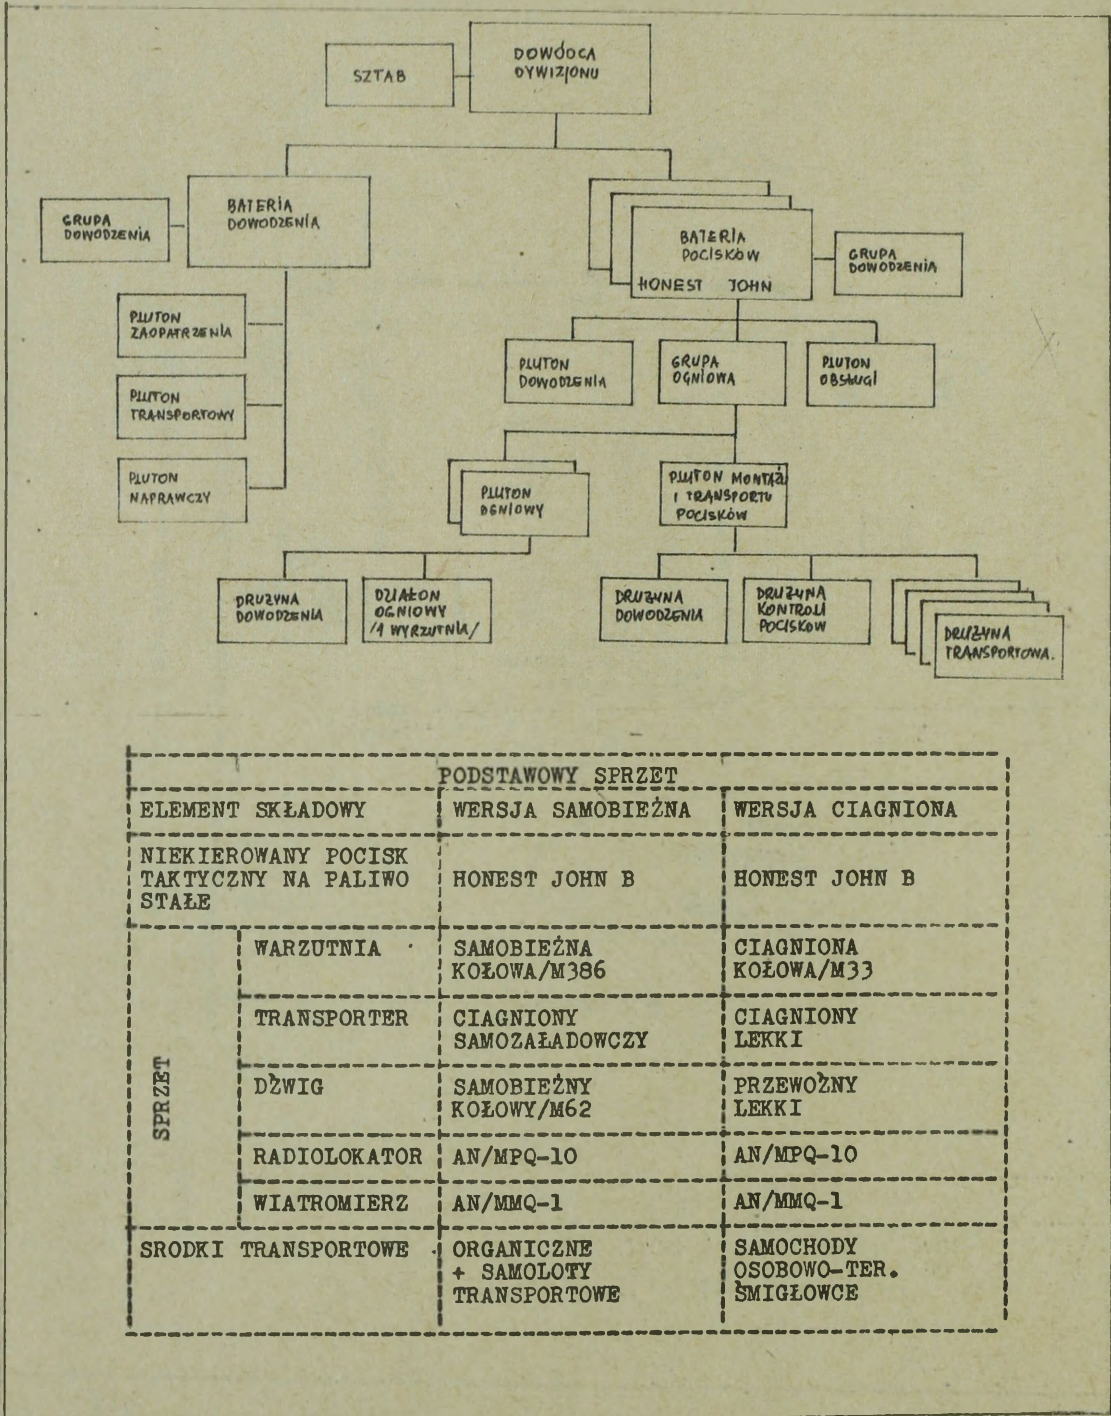 SZTAB
DOWÓDCA
DYWIZJONU
GRUPA
DOWODZENIA
BATERIA
DOWODZENIA
BATERIA
POCISKÓW
HONEST JOHN
GRUPA
DOWODZENIA
PLUTON
ZAOPATRZENIA
PLUTON
TRANSPORTOWY
PLUTON
NAPRAWCZY
PLUTON
DOWODZENIA
GRUPA
OGNIOWA
PLUTON
OBSŁUGI
PLUTON
OGNIOWY
PLUTON MONTAŻ
I TRANSPORTU
POCISKÓW
DRUŻYNA
DOWODZENIA
DZIAŁON
OGNIOWY
/1 WYRZUTNIA/
DRUŻYNA
DOWODZENIA
DRUŻYNA
KONTROLI
POCISKOW
DRUŻYNA
TRANSPORTOWA.
PODSTAWOWY SPRZET
ELEMENT SKŁADOWY WERSJA SAMOBIEŻNA WERSJA CIAGNIONA
NIEKIEROWANY POCISK
TAKTYCZNY NA PALIWO HONEST JOHN B HONEST JOHN B
STAŁE
SPRZET
WARZUTNIA SAMOBIEŻNA CIAGNIONA
KOŁOWA/M386 KOŁOWA/M33
TRANSPORTER CIAGNIONY CIAGNIONY
SAMOZAŁADOWCZY LEKKI
DŻWIG SAMOBIEŻNY PRZEWOŻNY
KOŁOWY/M62 LEKKI
RADIOLOKATOR AN/MPQ-10 AN/MPQ-10
WIATROMIERZ AN/MMQ-1 AN/MMQ-1
SRODKI TRANSPORTOWE ORGANICZNE SAMOCHODY
+ SAMOLOTY OSOBOWO-TER.
TRANSPORTOWE ŚMIGŁOWCE